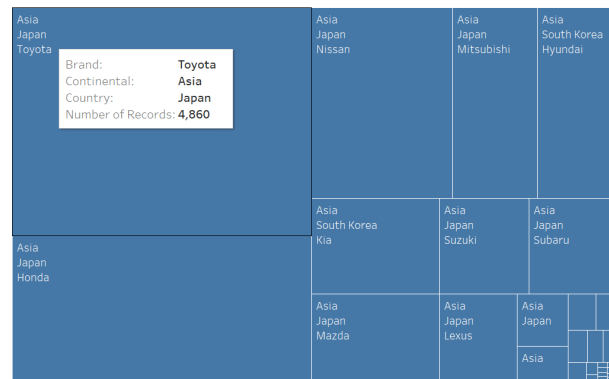 Asia
Japan
Toyota
Brand: Toyota
Continental: Asia
Country: Japan
Number of Records: 4,860
Asia
Japan
Nissan
Asia
Japan
Mitsubishi
Asia
South Korea
Hyundai
Asia
Japan
Honda
Asia
South Korea
Kia
Asia
Japan
Suzuki
Asia
Japan
Subaru
Asia
Japan
Mazda
Asia
Japan
Lexus
Asia
Japan
Asia